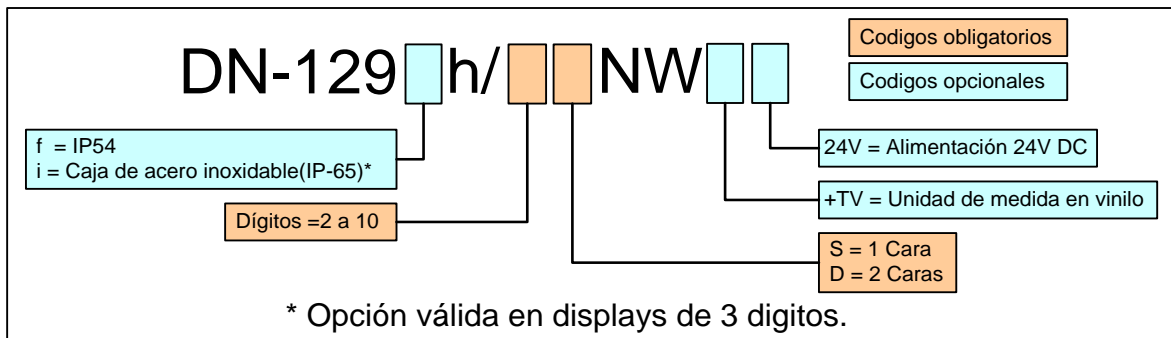 DN-129 h/ NW
Codigos obligatorios
Codigos opcionales
f = IP54
i = Caja de acero inoxidable(IP-65)*
24V = Alimentación 24V DC
+TV = Unidad de medida en vinilo
Dígitos =2 a 10
S = 1 Cara
D = 2 Caras
* Opción válida en displays de 3 digitos.